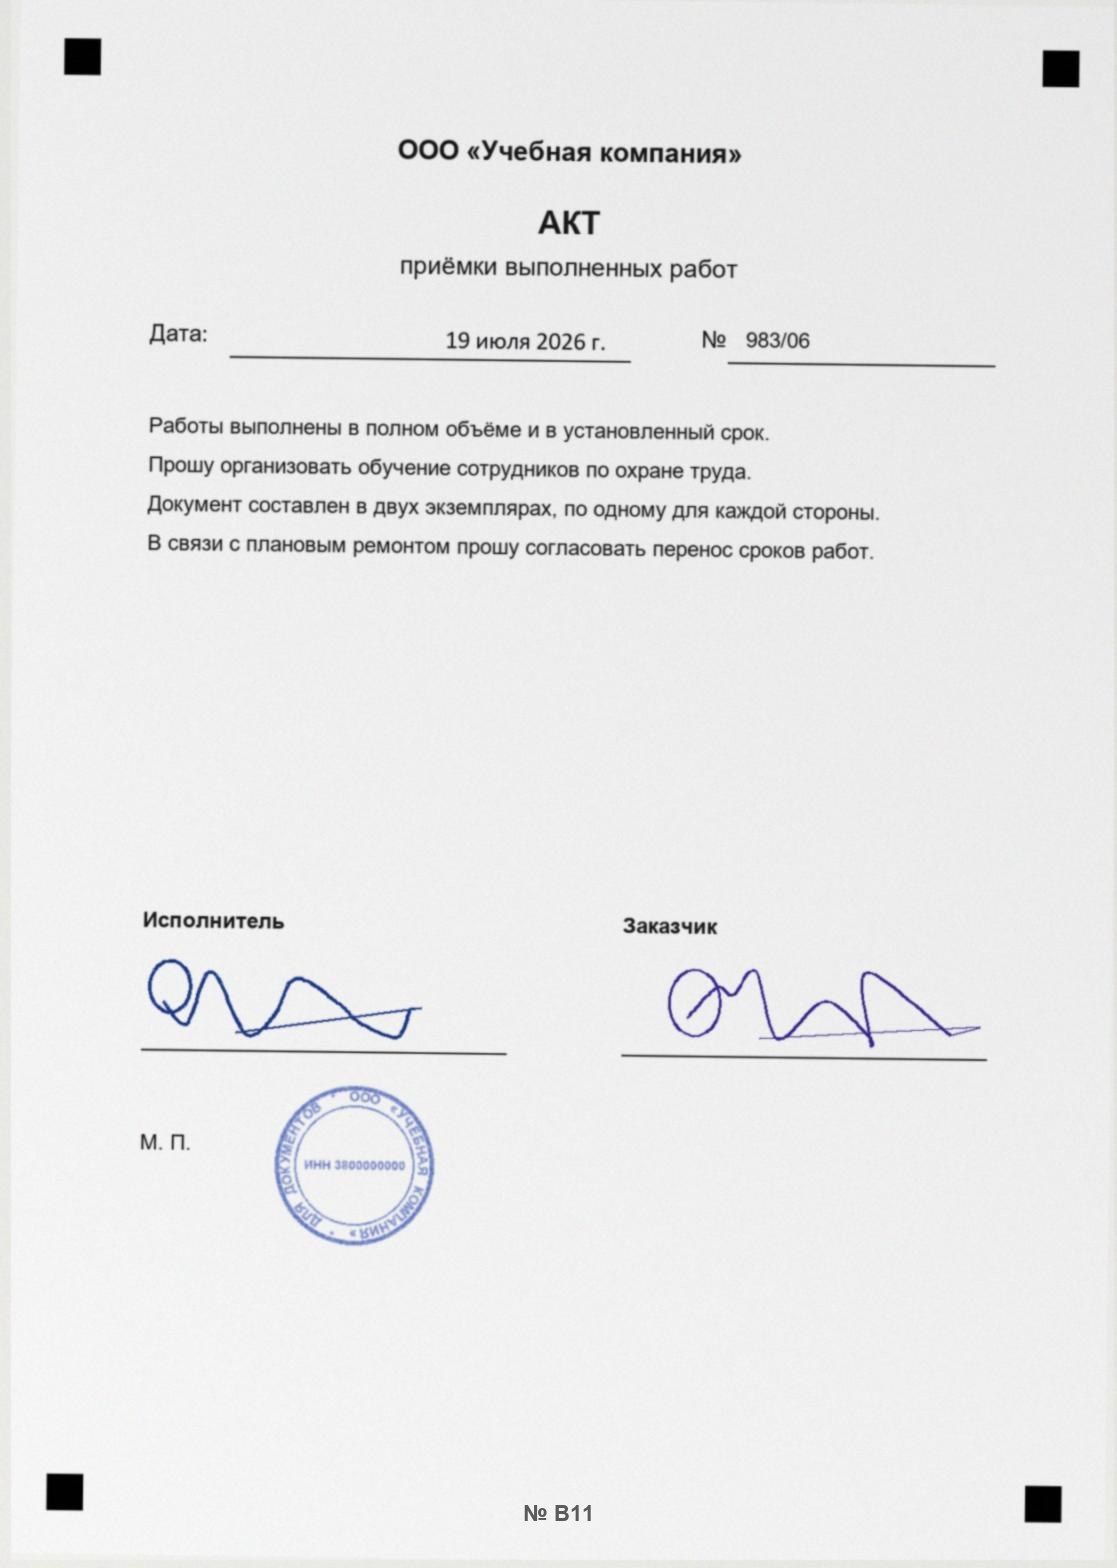 ООО «Учебная компания»
АКТ
приёмки выполненных работ
Дата: 19 июля 2026 г. № 983/06
Работы выполнены в полном объёме и в установленный срок.
Прошу организовать обучение сотрудников по охране труда.
Документ составлен в двух экземплярах, по одному для каждой стороны.
В связи с плановым ремонтом прошу согласовать перенос сроков работ.
Исполнитель Заказчик
М. П.
ООО «УЧЕБНАЯ КОМПАНИЯ» * ДЛЯ ДОКУМЕНТОВ *
ИНН 3800000000
№ B11